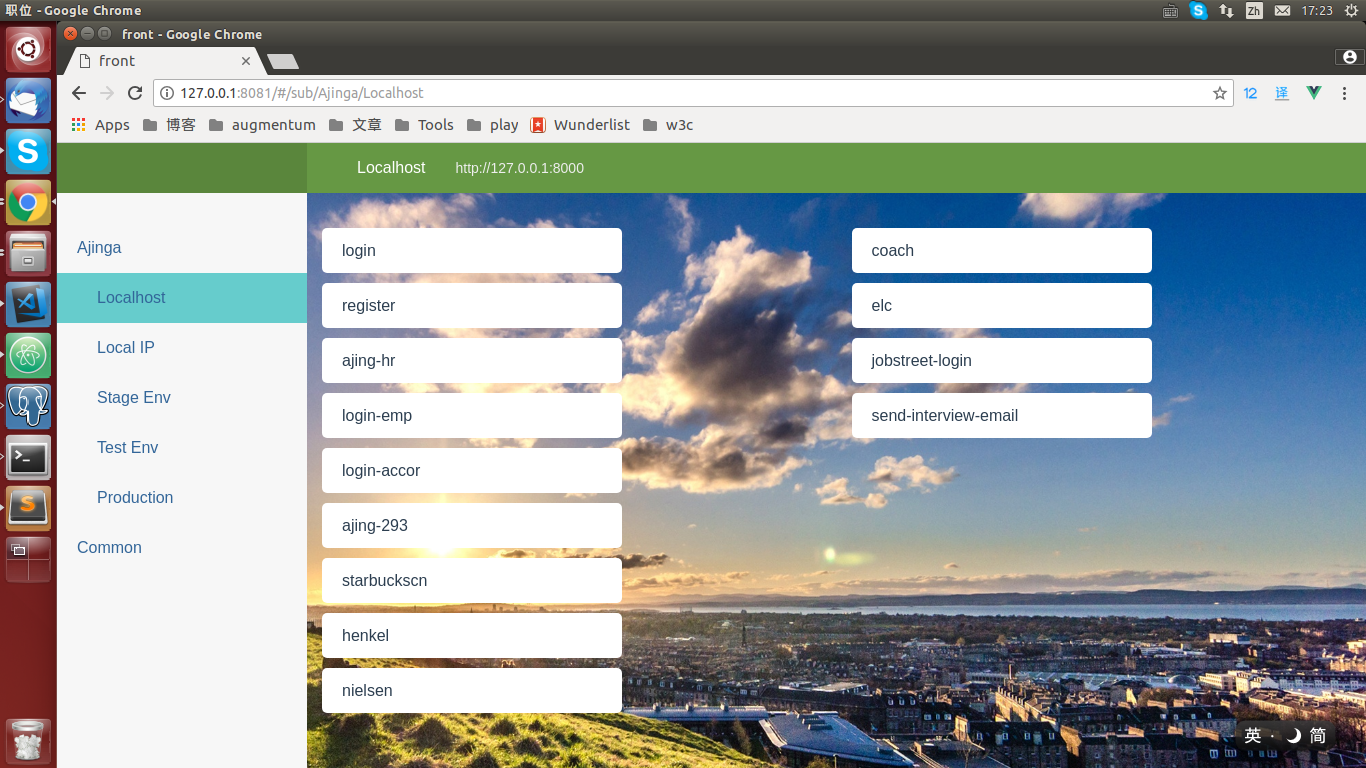 职位 - Google Chrome
Zh
17:23
front - Google Chrome
front
127.0.0.1:8081/#/sub/Ajinga/Localhost
12
译
Apps
博客
augmentum
文章
Tools
play
Wunderlist
w3c
Localhost
http://127.0.0.1:8000
Ajinga
Localhost
Local IP
Stage Env
Test Env
Production
Common
login
register
ajing-hr
login-emp
login-accor
ajing-293
starbuckscn
henkel
nielsen
coach
elc
jobstreet-login
send-interview-email
英 · 简